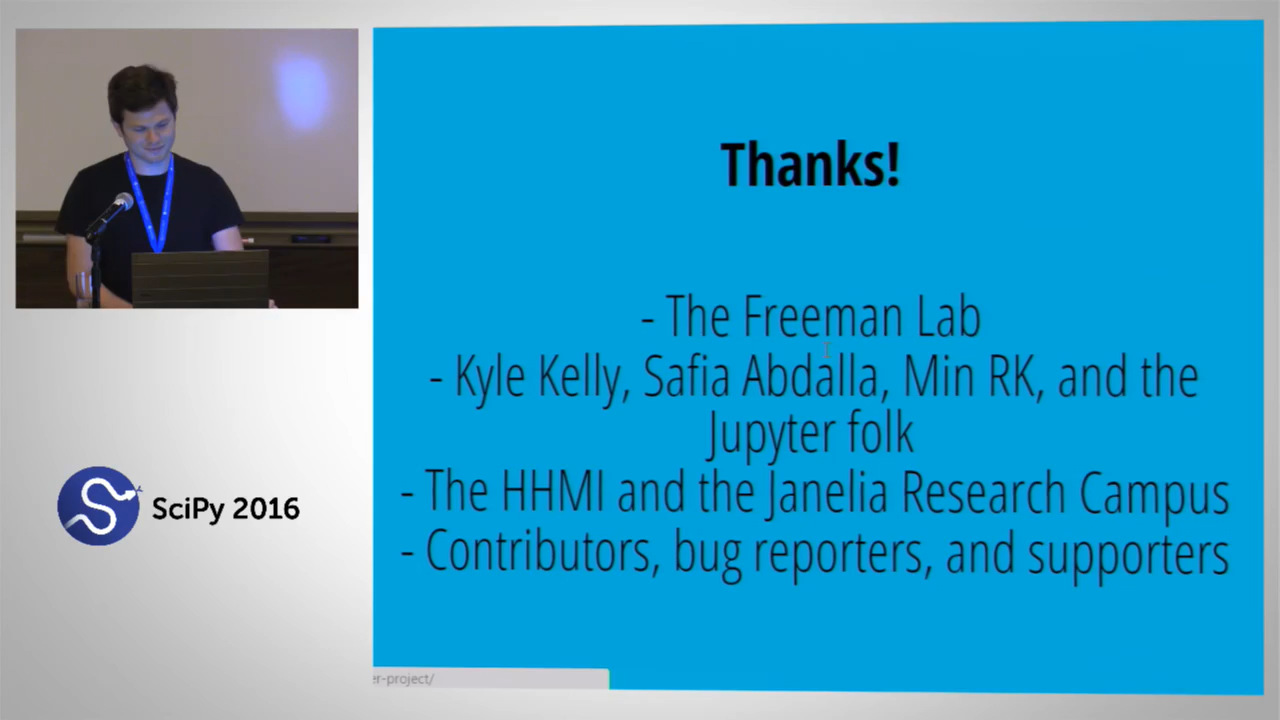 Thanks!
- The Freeman Lab
- Kyle Kelly, Safia Abdalla, Min RK, and the
Jupyter folk
- The HHMI and the Janelia Research Campus
- Contributors, bug reporters, and supporters
er-project/
SciPy 2016